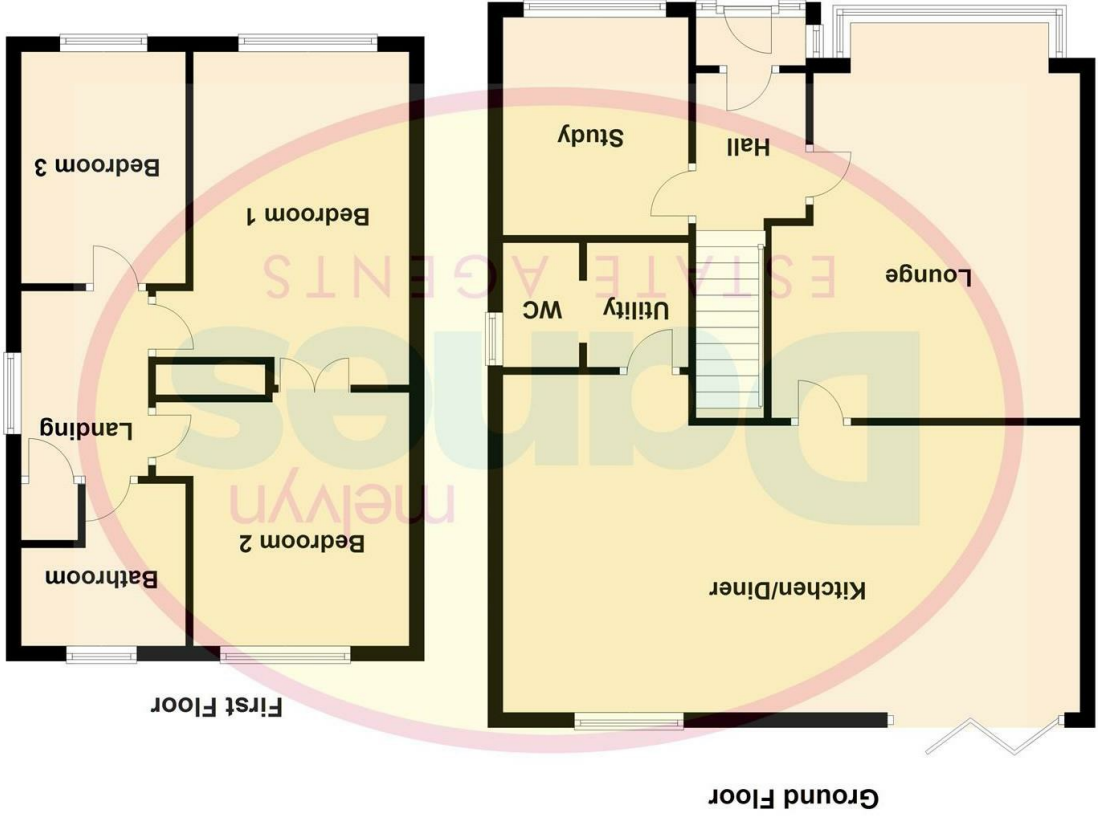 Ground Floor
Kitchen/Diner
Lounge
Utility
WC
Hall
Study
First Floor
Bathroom
Bedroom 2
Landing
Bedroom 1
Bedroom 3
melvyn
Danes
ESTATE AGENTS